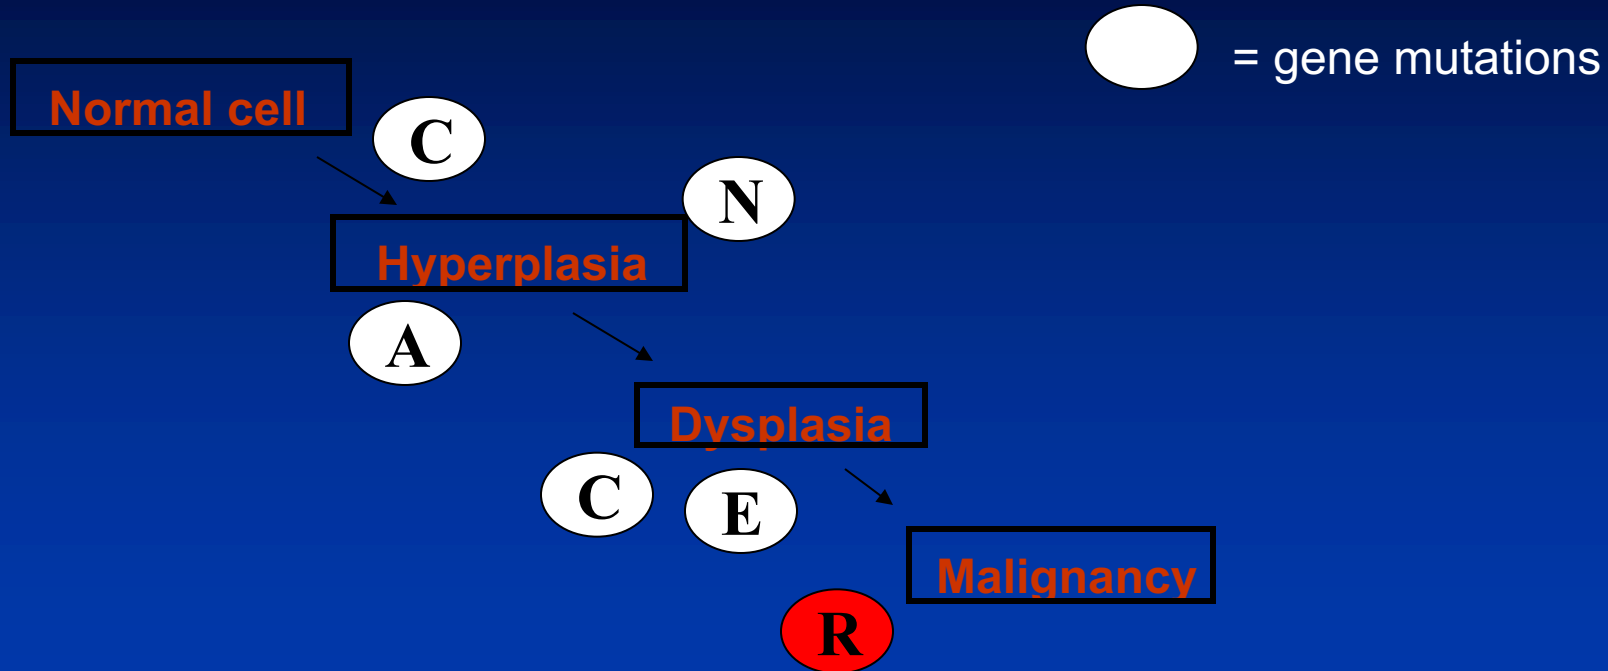 = gene mutations
Normal cell
C
N
Hyperplasia
A
Dysplasia
C
E
Malignancy
R